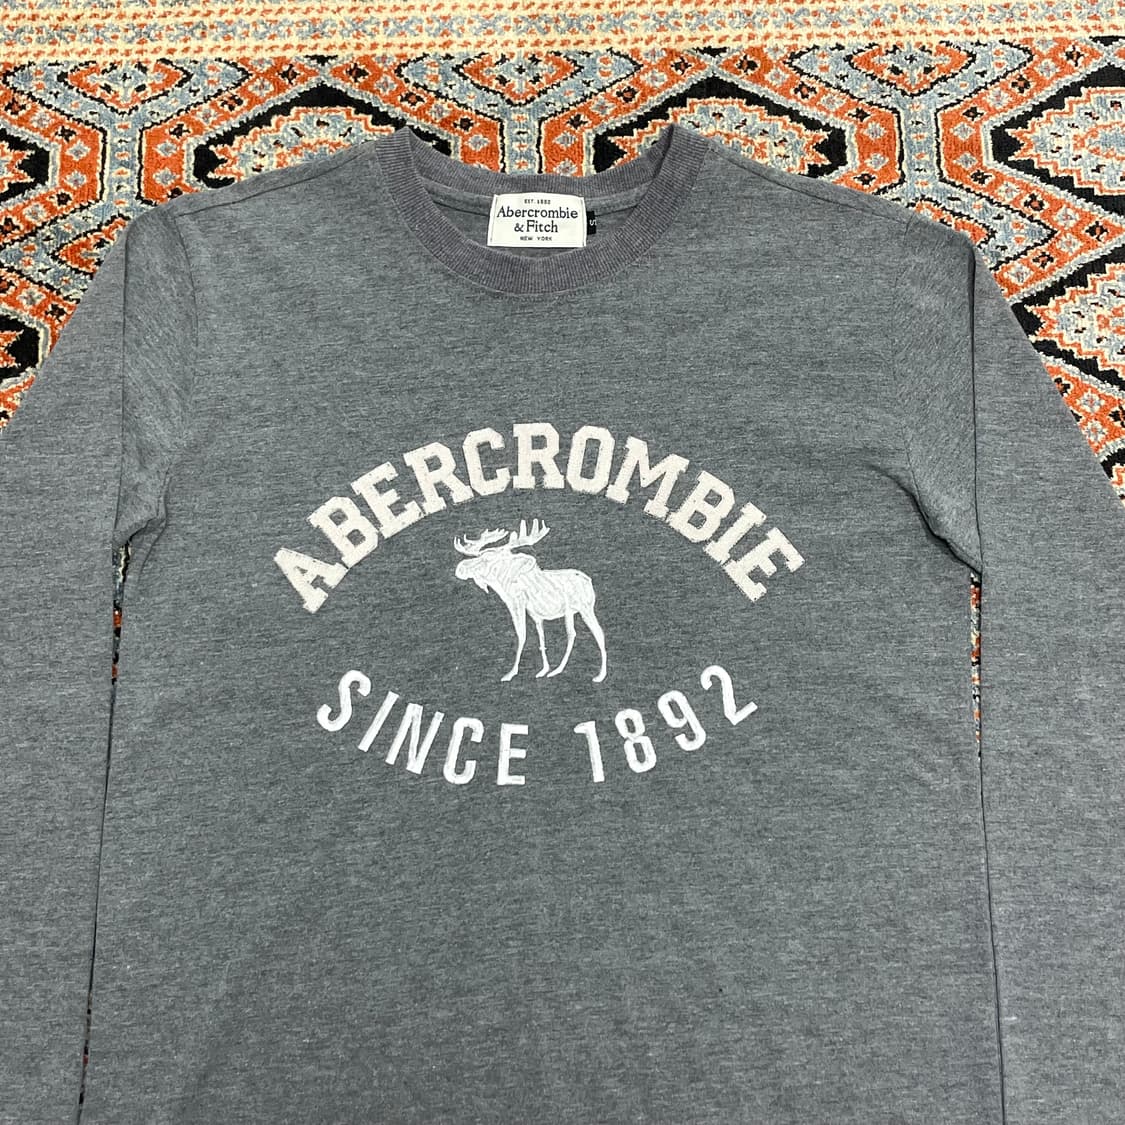 EST. 1892
Abercrombie
& Fitch
NEW YORK
S
ABERCROMBIE
SINCE 1892